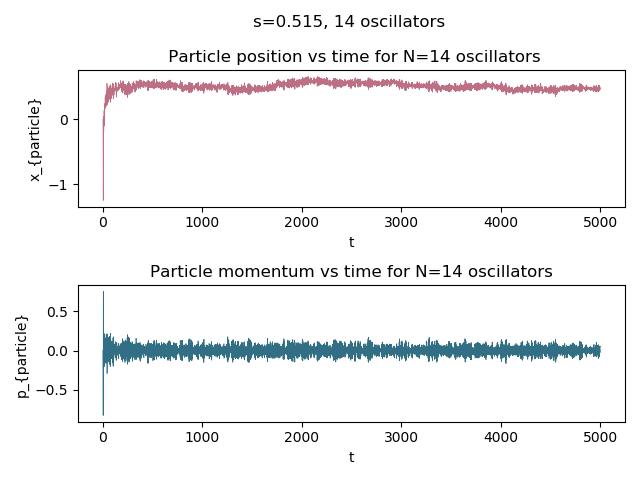 s=0.515, 14 oscillators
Particle position vs time for N=14 oscillators
0
−1
x_{particle}
0
1000
2000
3000
4000
5000
t
Particle momentum vs time for N=14 oscillators
0.5
0.0
−0.5
p_{particle}
0
1000
2000
3000
4000
5000
t